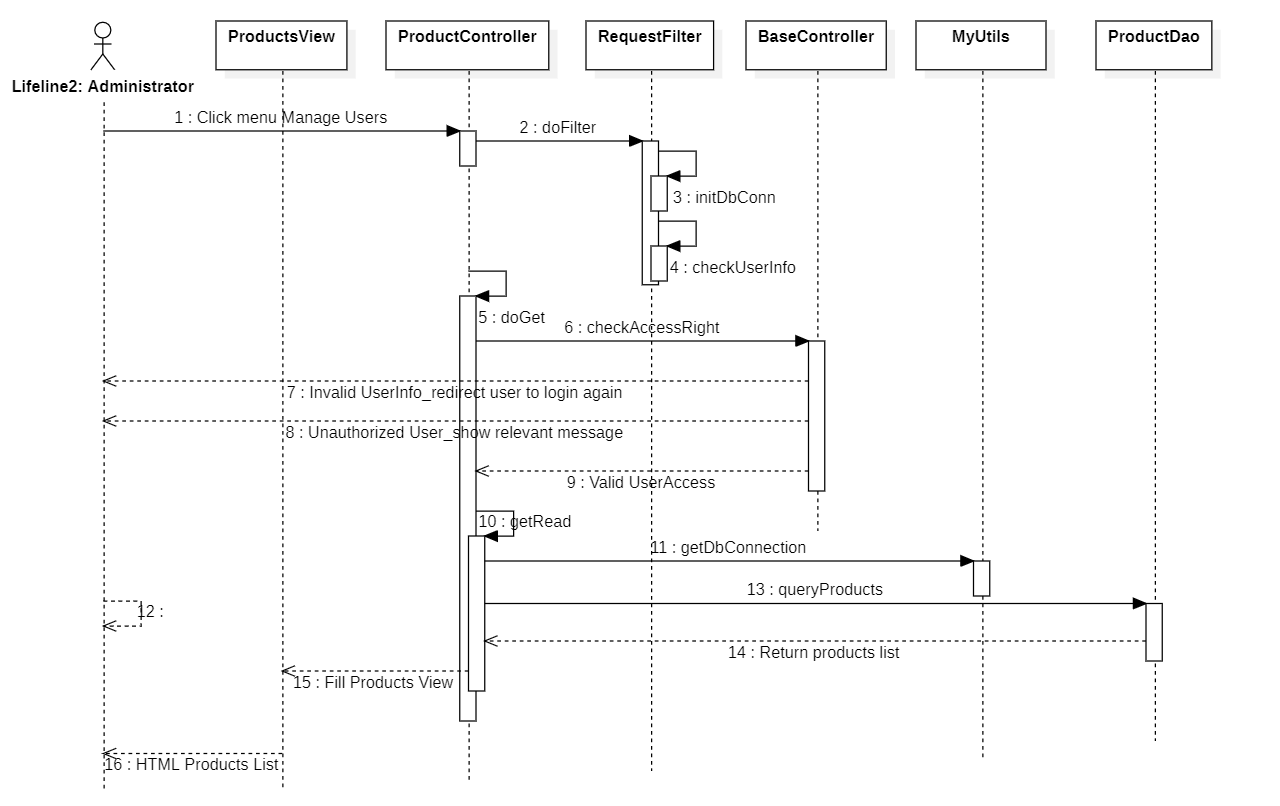 ProductsView
ProductController
RequestFilter
BaseController
MyUtils
ProductDao
Lifeline2: Administrator
1 : Click menu Manage Users
2 : doFilter
3 : initDbConn
4 : checkUserInfo
5 : doGet
6 : checkAccessRight
7 : Invalid UserInfo_redirect user to login again
8 : Unauthorized User_show relevant message
9 : Valid UserAccess
10 : getRead
11 : getDbConnection
13 : queryProducts
12 :
14 : Return products list
15 : Fill Products View
16 : HTML Products List